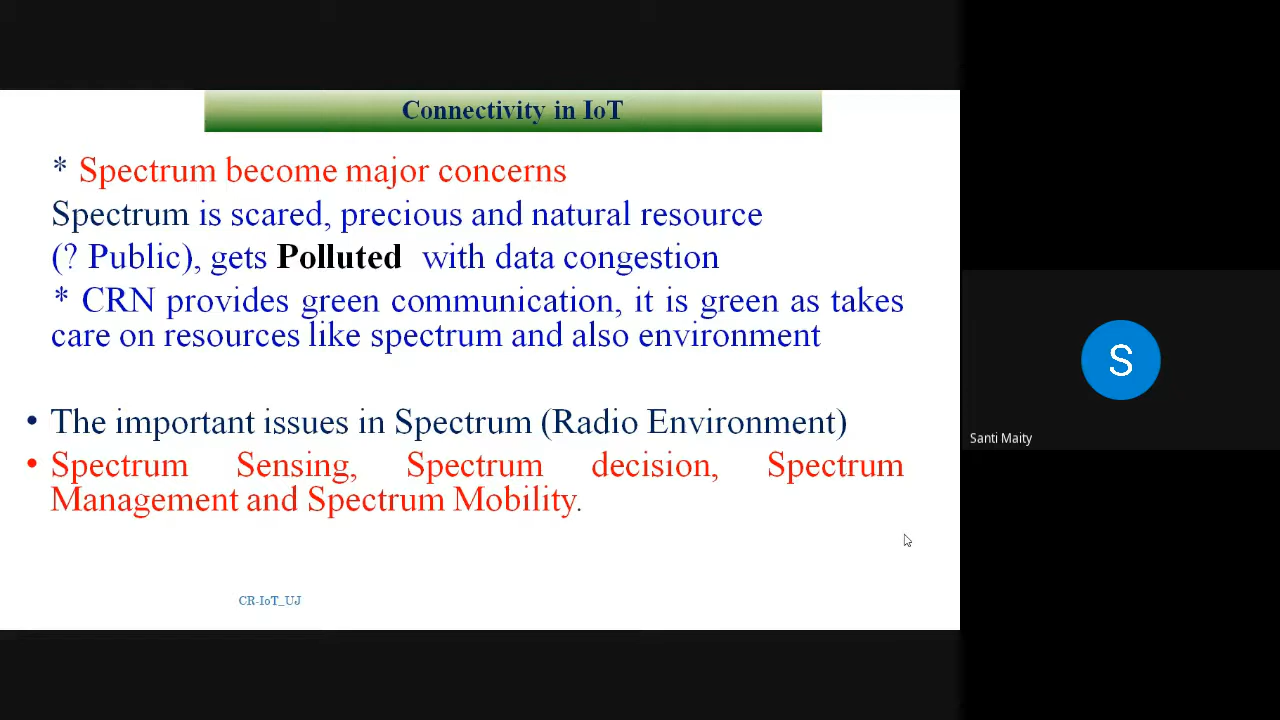 Connectivity in IoT
* Spectrum become major concerns
Spectrum is scared, precious and natural resource
(? Public), gets Polluted with data congestion
* CRN provides green communication, it is green as takes
care on resources like spectrum and also environment
• The important issues in Spectrum (Radio Environment)
• Spectrum Sensing, Spectrum decision, Spectrum
Management and Spectrum Mobility.
CR-IoT_UJ
S
Santi Maity